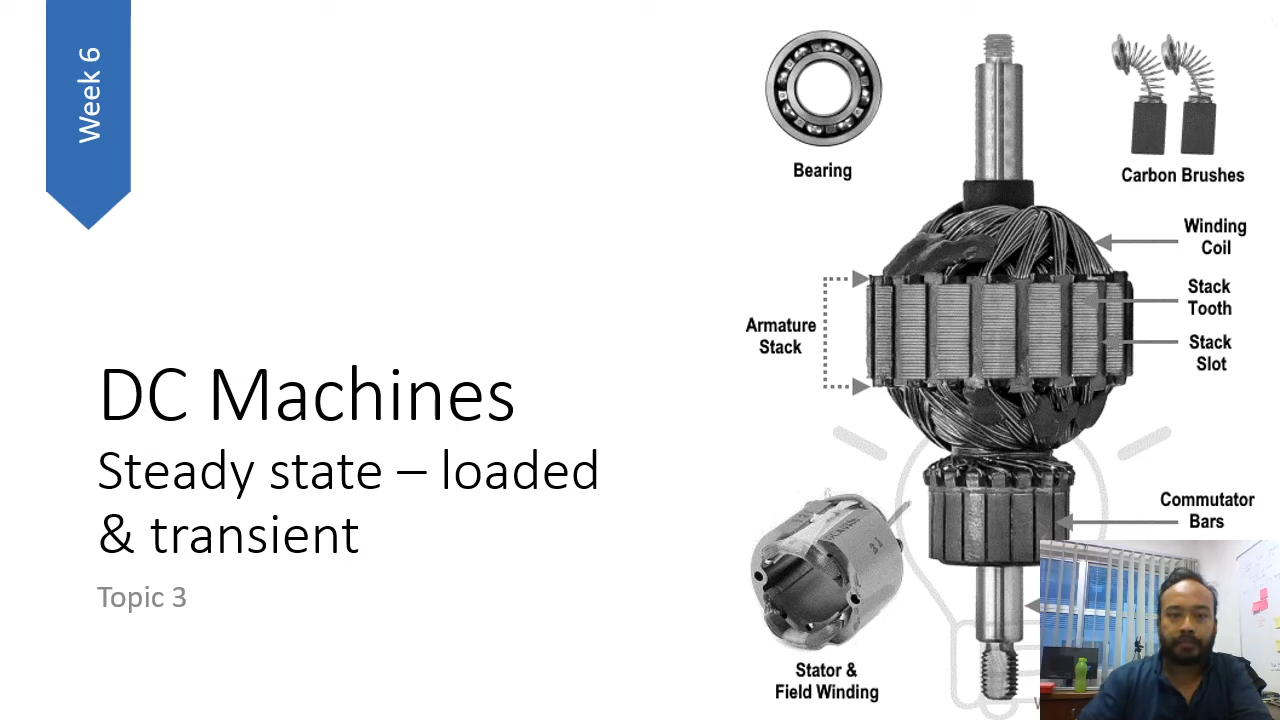 Week 6
DC Machines
Steady state – loaded
& transient
Topic 3
Bearing
Carbon Brushes
Winding
Coil
Stack
Tooth
Armature
Stack
Stack
Slot
Commutator
Bars
Stator &
Field Winding